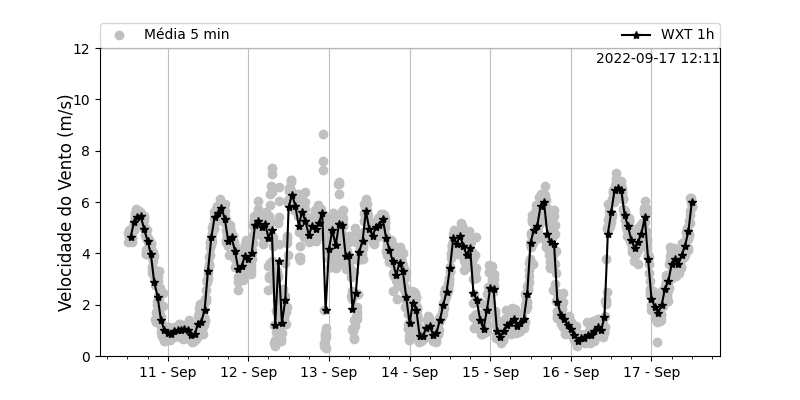 Média 5 min
WXT 1h
2022-09-17 12:11
Velocidade do Vento (m/s)
12
10
8
6
4
2
0
11 - Sep
12 - Sep
13 - Sep
14 - Sep
15 - Sep
16 - Sep
17 - Sep